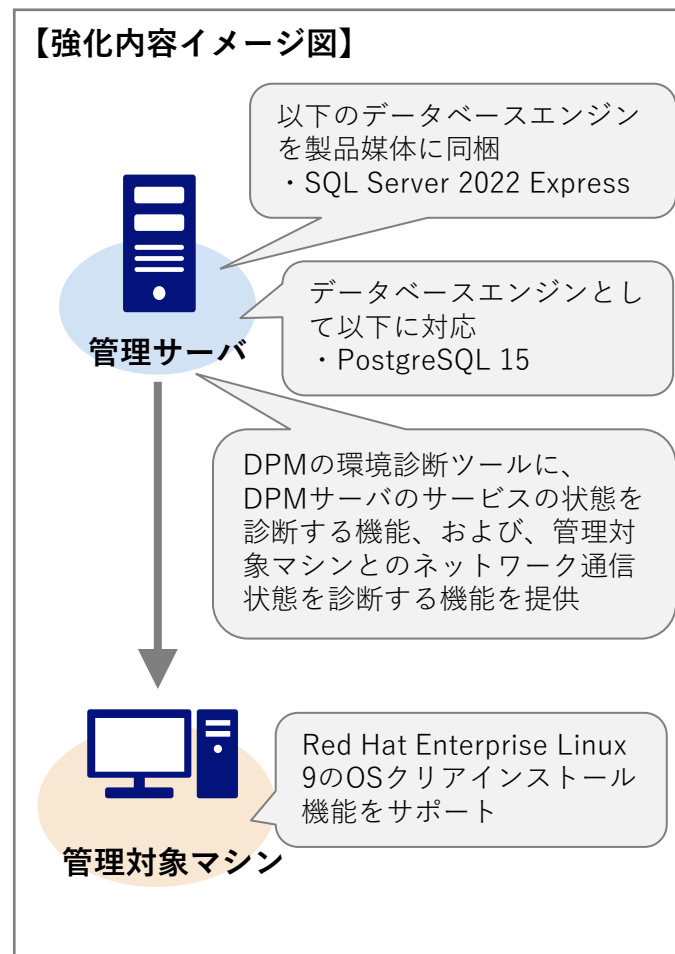 【強化内容イメージ図】
以下のデータベースエンジン
を製品媒体に同梱
・SQL Server 2022 Express
データベースエンジンとし
て以下に対応
・PostgreSQL 15
管理サーバ
DPMの環境診断ツールに、
DPMサーバのサービスの状態を
診断する機能、および、管理対
象マシンとのネットワーク通信
状態を診断する機能を提供
Red Hat Enterprise Linux
9のOSクリアインストール
機能をサポート
管理対象マシン